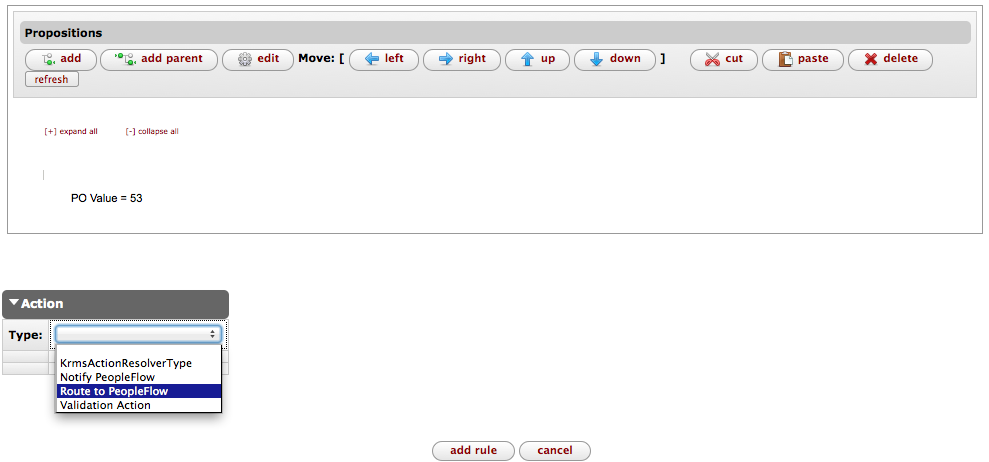 Propositions
add add parent edit Move: [ left right up down ] cut paste delete
refresh
[+] expand all [-] collapse all
PO Value = 53
Action
Type:
KrmsActionResolverType
Notify PeopleFlow
Route to PeopleFlow
Validation Action
add rule cancel